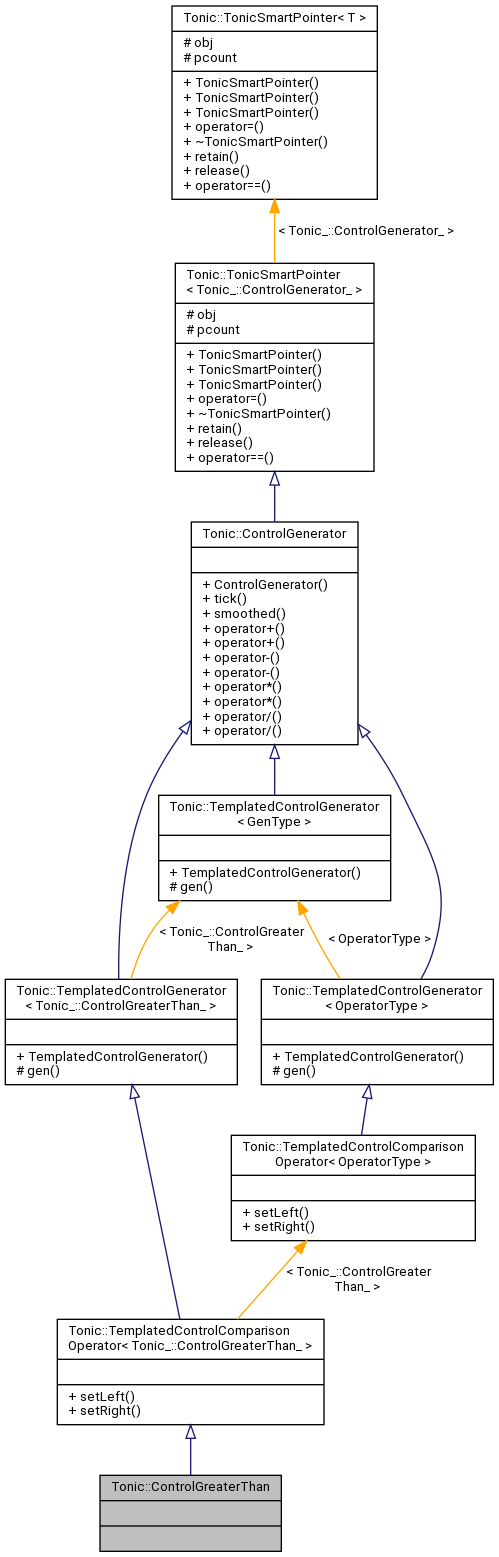 Tonic::TonicSmartPointer< T >
# obj
# pcount
+ TonicSmartPointer()
+ TonicSmartPointer()
+ TonicSmartPointer()
+ operator=()
+ ~TonicSmartPointer()
+ retain()
+ release()
+ operator==()
< Tonic_::ControlGenerator_ >
Tonic::TonicSmartPointer
< Tonic_::ControlGenerator_ >
# obj
# pcount
+ TonicSmartPointer()
+ TonicSmartPointer()
+ TonicSmartPointer()
+ operator=()
+ ~TonicSmartPointer()
+ retain()
+ release()
+ operator==()
Tonic::ControlGenerator
+ ControlGenerator()
+ tick()
+ smoothed()
+ operator+()
+ operator+()
+ operator-()
+ operator-()
+ operator*()
+ operator*()
+ operator/()
+ operator/()
Tonic::TemplatedControlGenerator
< GenType >
+ TemplatedControlGenerator()
# gen()
< Tonic_::ControlGreater
Than_ >
< OperatorType >
Tonic::TemplatedControlGenerator
< Tonic_::ControlGreaterThan_ >
+ TemplatedControlGenerator()
# gen()
Tonic::TemplatedControlGenerator
< OperatorType >
+ TemplatedControlGenerator()
# gen()
Tonic::TemplatedControlComparison
Operator< OperatorType >
+ setLeft()
+ setRight()
< Tonic_::ControlGreater
Than_ >
Tonic::TemplatedControlComparison
Operator< Tonic_::ControlGreaterThan_ >
+ setLeft()
+ setRight()
Tonic::ControlGreaterThan